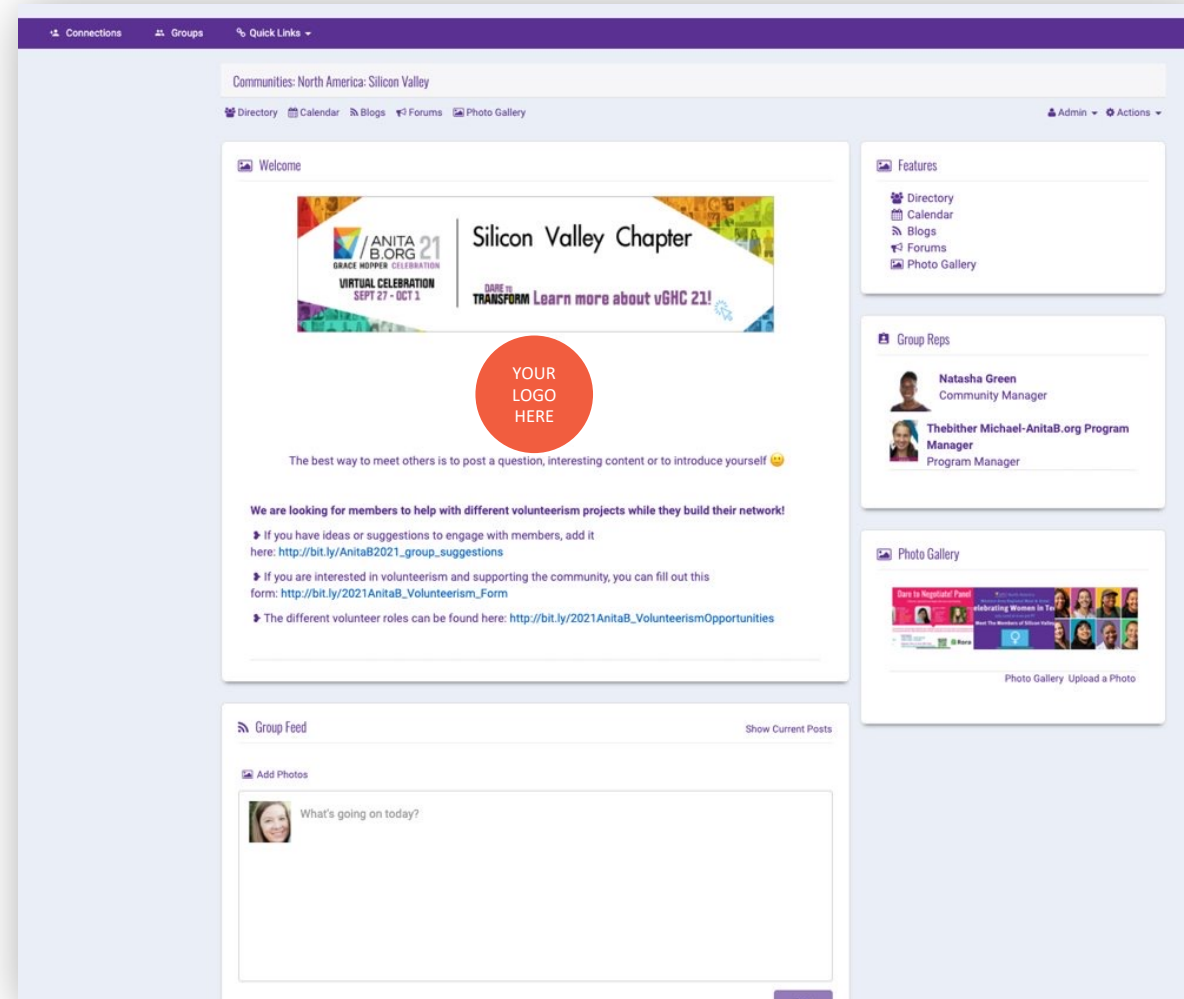 Connections Groups Quick Links
Communities: North America: Silicon Valley
Directory Calendar Blogs Forums Photo Gallery
Admin Actions
Welcome
ANITA B.ORG 21
GRACE HOPPER CELEBRATION
VIRTUAL CELEBRATION
SEPT 27 - OCT 1
Silicon Valley Chapter
DARE TO
TRANSFORM Learn more about vGHC 21!
YOUR
LOGO
HERE
The best way to meet others is to post a question, interesting content or to introduce yourself 😀
We are looking for members to help with different volunteerism projects while they build their network!
❥ If you have ideas or suggestions to engage with members, add it
here: http://bit.ly/AnitaB2021_group_suggestions
❥ If you are interested in volunteerism and supporting the community, you can fill out this
form: http://bit.ly/2021AnitaB_Volunteerism_Form
❥ The different volunteer roles can be found here: http://bit.ly/2021AnitaB_VolunteerismOpportunities
Group Feed
Show Current Posts
Add Photos
What's going on today?
Features
Directory
Calendar
Blogs
Forums
Photo Gallery
Group Reps
Natasha Green
Community Manager
Thebither Michael-AnitaB.org Program
Manager
Program Manager
Photo Gallery
Dare to Negotiate! Panel
elebrating Women in Te
Meet The Members of Silicon Valley
Rora
Photo Gallery Upload a Photo